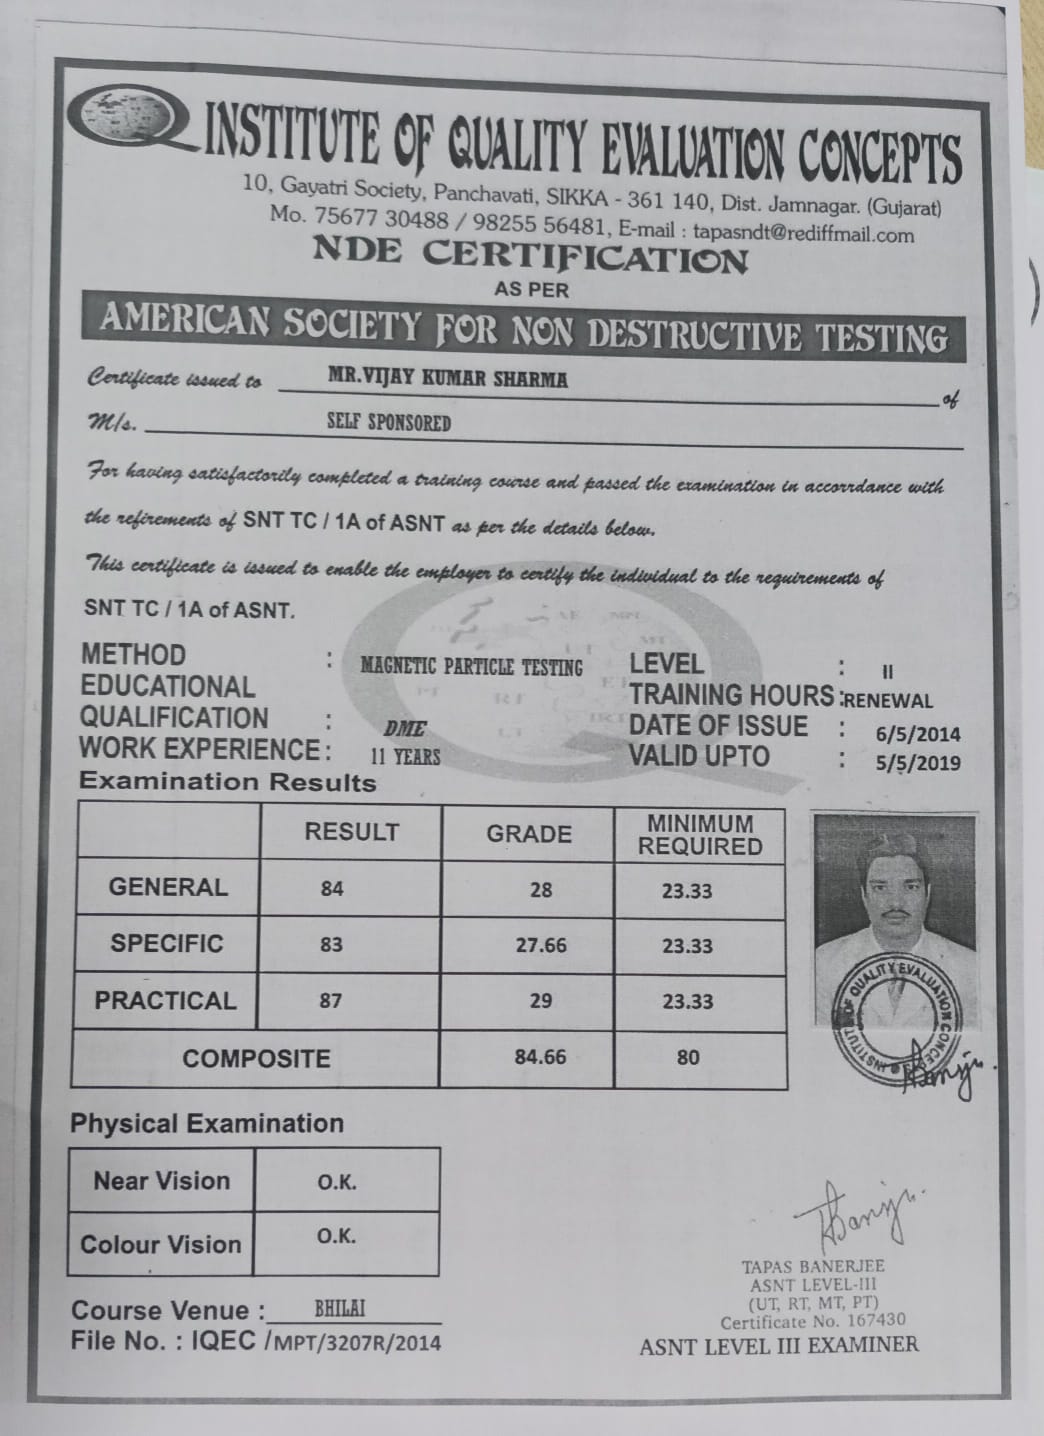 INSTITUTE OF QUALITY EVALUATION CONCEPTS
10, Gayatri Society, Panchavati, SIKKA - 361 140, Dist. Jamnagar. (Gujarat)
Mo. 75677 30488 / 98255 56481, E-mail : tapasndt@rediffmail.com
NDE CERTIFICATION
AS PER
AMERICAN SOCIETY FOR NON DESTRUCTIVE TESTING
Certificate issued to MR.VIJAY KUMAR SHARMA of
M/s. SELF SPONSORED
For having satisfactorily completed a training course and passed the examination in accorrdance with
the refirements of SNT TC / 1A of ASNT as per the details below.
This certificate is issued to enable the employer to certify the individual to the requirements of
SNT TC / 1A of ASNT.
METHOD : MAGNETIC PARTICLE TESTING LEVEL : II
EDUCATIONAL TRAINING HOURS :RENEWAL
QUALIFICATION : DME DATE OF ISSUE : 6/5/2014
WORK EXPERIENCE : 11 YEARS VALID UPTO : 5/5/2019
Examination Results
RESULT GRADE MINIMUM REQUIRED
GENERAL 84 28 23.33
SPECIFIC 83 27.66 23.33
PRACTICAL 87 29 23.33
COMPOSITE 84.66 80
INSTITUTE OF QUALITY EVALUATION CONCEPTS
Physical Examination
Near Vision O.K.
Colour Vision O.K.
TAPAS BANERJEE
ASNT LEVEL-III
(UT, RT, MT, PT)
Certificate No. 167430
ASNT LEVEL III EXAMINER
Course Venue : BHILAI
File No. : IQEC /MPT/3207R/2014